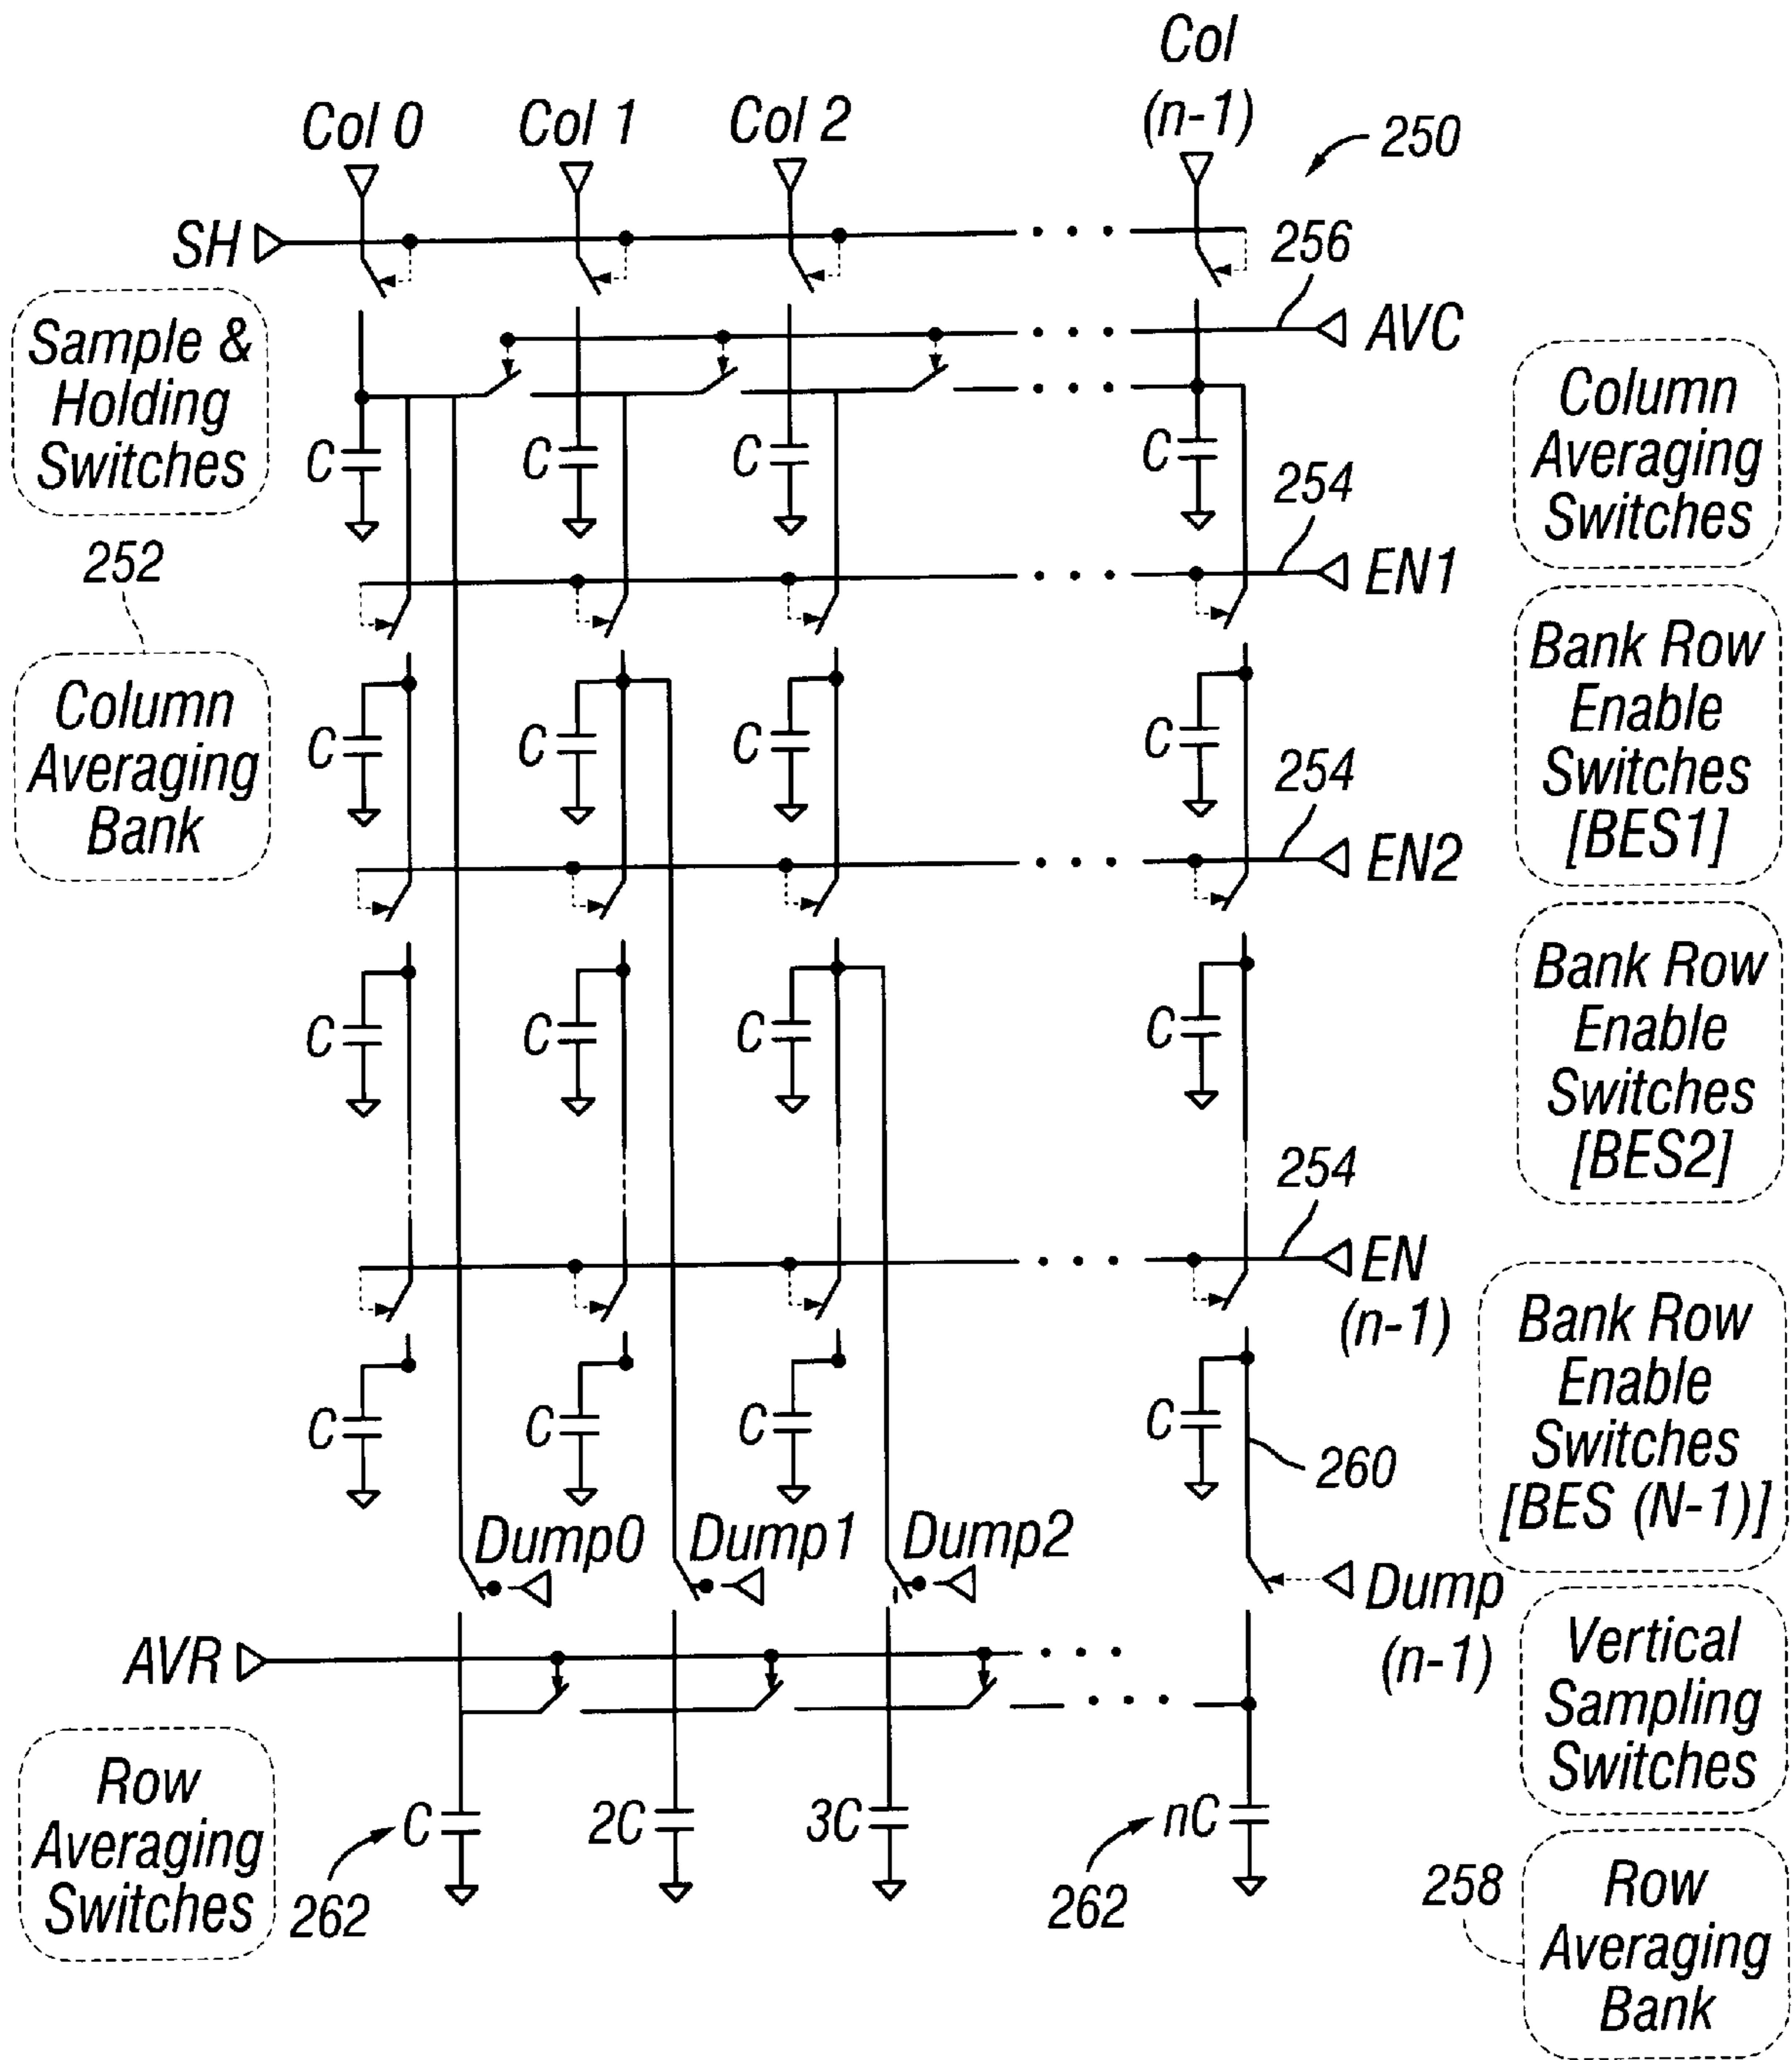 Col
(n-1)
Col 0
Col 1
Col 2
250
SH
256
AVC
Sample &
Holding
Switches
Column
Averaging
Switches
C
C
C
C
254
EN1
252
Column
Averaging
Bank
Bank Row
Enable
Switches
[BES1]
C
C
C
C
254
EN2
Bank Row
Enable
Switches
[BES2]
C
C
C
C
254
EN
(n-1)
Bank Row
Enable
Switches
[BES (N-1)]
C
C
C
C
260
Dump0
Dump1
Dump2
Dump
(n-1)
AVR
Vertical
Sampling
Switches
Row
Averaging
Switches
262
C
2C
3C
262
nC
258
Row
Averaging
Bank